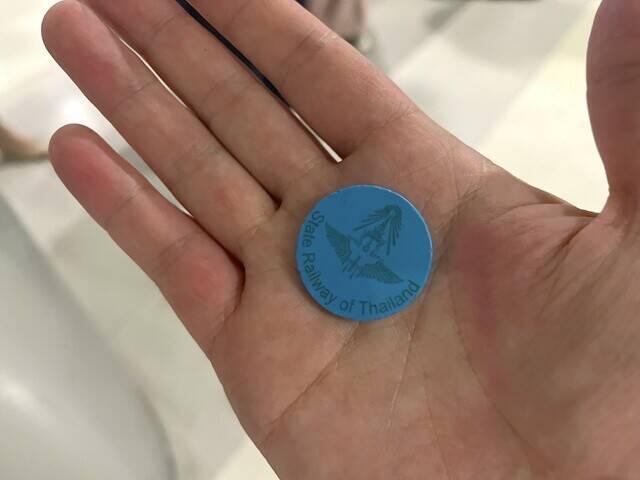 State Railway of Thailand